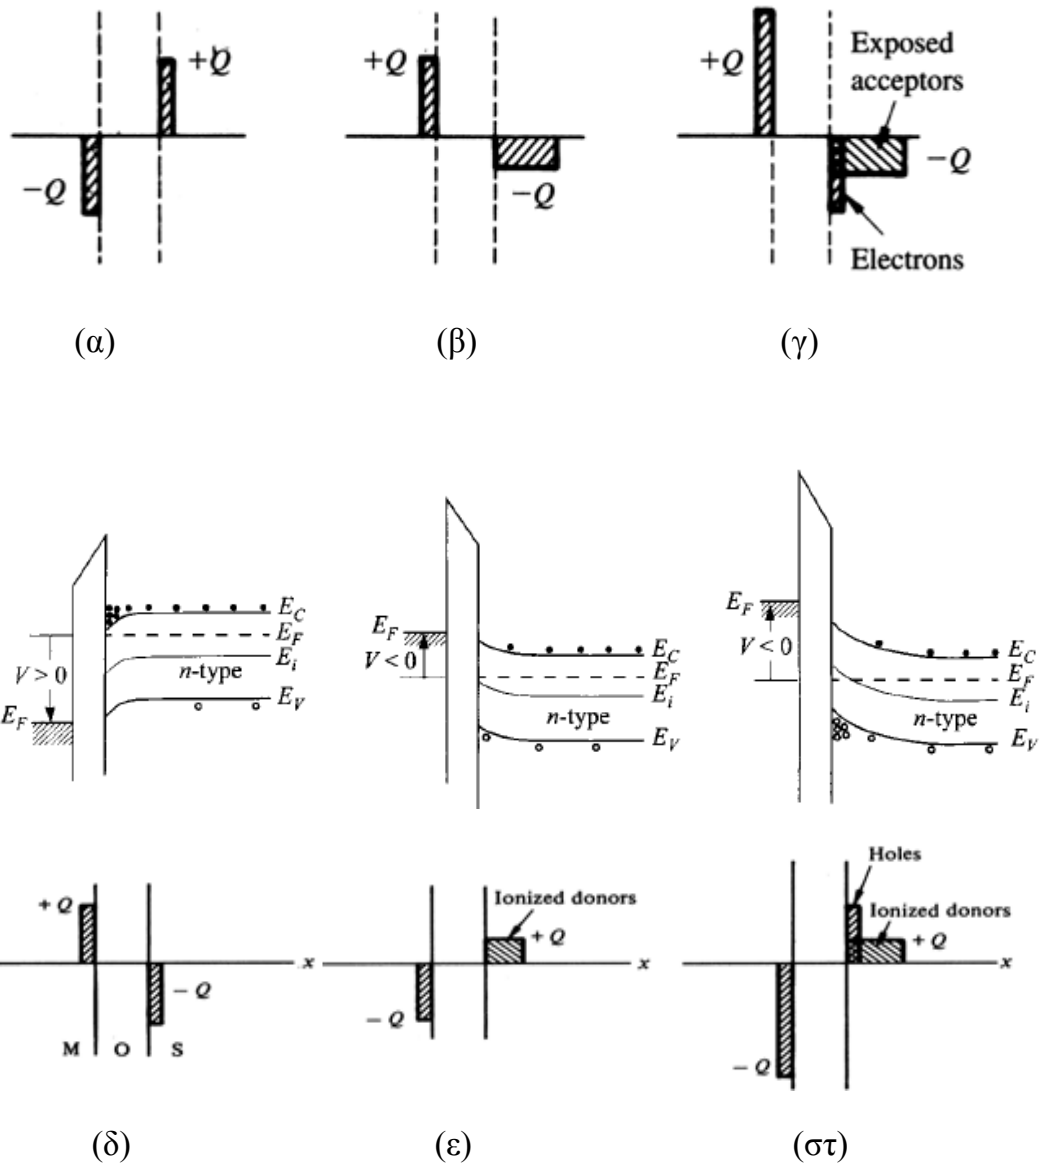 +Q
−Q
+Q
−Q
+Q
Exposed
acceptors
−Q
Electrons
(α)
(β)
(γ)
E_C
E_F
E_i
V > 0
n-type
E_V
E_F
E_F
V < 0
E_C
E_F
E_i
n-type
E_V
E_F
V < 0
E_C
E_F
E_i
n-type
E_V
+ Q
− Q
x
M O S
Ionized donors
+ Q
x
− Q
Holes
Ionized donors
+ Q
x
− Q
(δ)
(ε)
(στ)